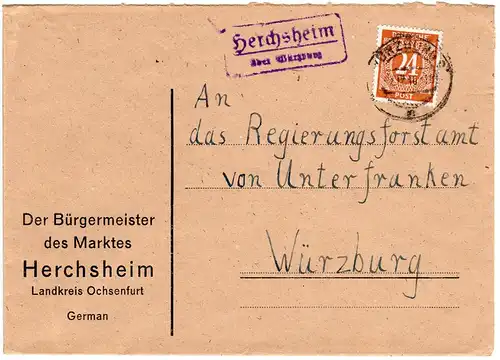 Herchsheim
über Würzburg
DEUTSCHE
24
POST
An
das Regierungsforstamt
von Unterfranken
Würzburg
Der Bürgermeister
des Marktes
Herchsheim
Landkreis Ochsenfurt
German